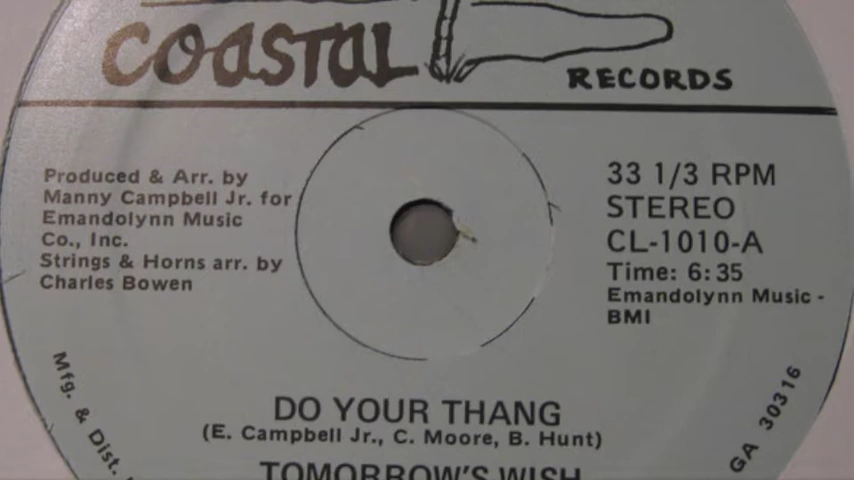 COASTAL
RECORDS
Produced & Arr. by
Manny Campbell Jr. for
Emandolynn Music
Co., Inc.
Strings & Horns arr. by
Charles Bowen
33 1/3 RPM
STEREO
CL-1010-A
Time: 6:35
Emandolynn Music -
BMI
DO YOUR THANG
(E. Campbell Jr., C. Moore, B. Hunt)
TOMORROW'S WISH
Mfg. & Dist.
GA 30316